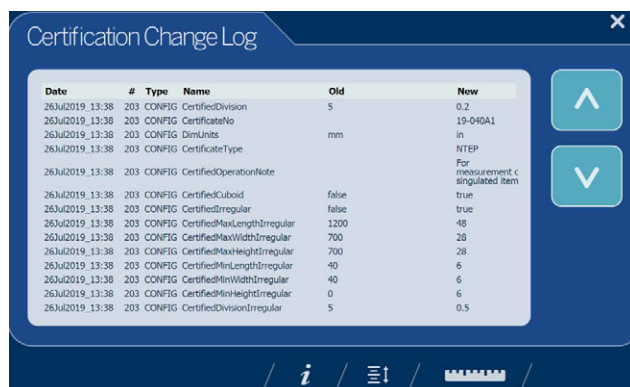 Certification Change Log
Date # Type Name Old New
26Jul2019_13:38 203 CONFIG CertifiedDivision 5 0.2
26Jul2019_13:38 203 CONFIG CertificateNo 19-040A1
26Jul2019_13:38 203 CONFIG DimUnits mm in
26Jul2019_13:38 203 CONFIG CertificateType NTEP
26Jul2019_13:38 203 CONFIG CertifiedOperationNote For
measurement o
singulated item
26Jul2019_13:38 203 CONFIG CertifiedCuboid false true
26Jul2019_13:38 203 CONFIG CertifiedIrregular false true
26Jul2019_13:38 203 CONFIG CertifiedMaxLengthIrregular 1200 48
26Jul2019_13:38 203 CONFIG CertifiedMaxWidthIrregular 700 28
26Jul2019_13:38 203 CONFIG CertifiedMaxHeightIrregular 700 28
26Jul2019_13:38 203 CONFIG CertifiedMinLengthIrregular 40 6
26Jul2019_13:38 203 CONFIG CertifiedMinWidthIrregular 40 6
26Jul2019_13:38 203 CONFIG CertifiedMinHeightIrregular 0 6
26Jul2019_13:38 203 CONFIG CertifiedDivisionIrregular 5 0.5